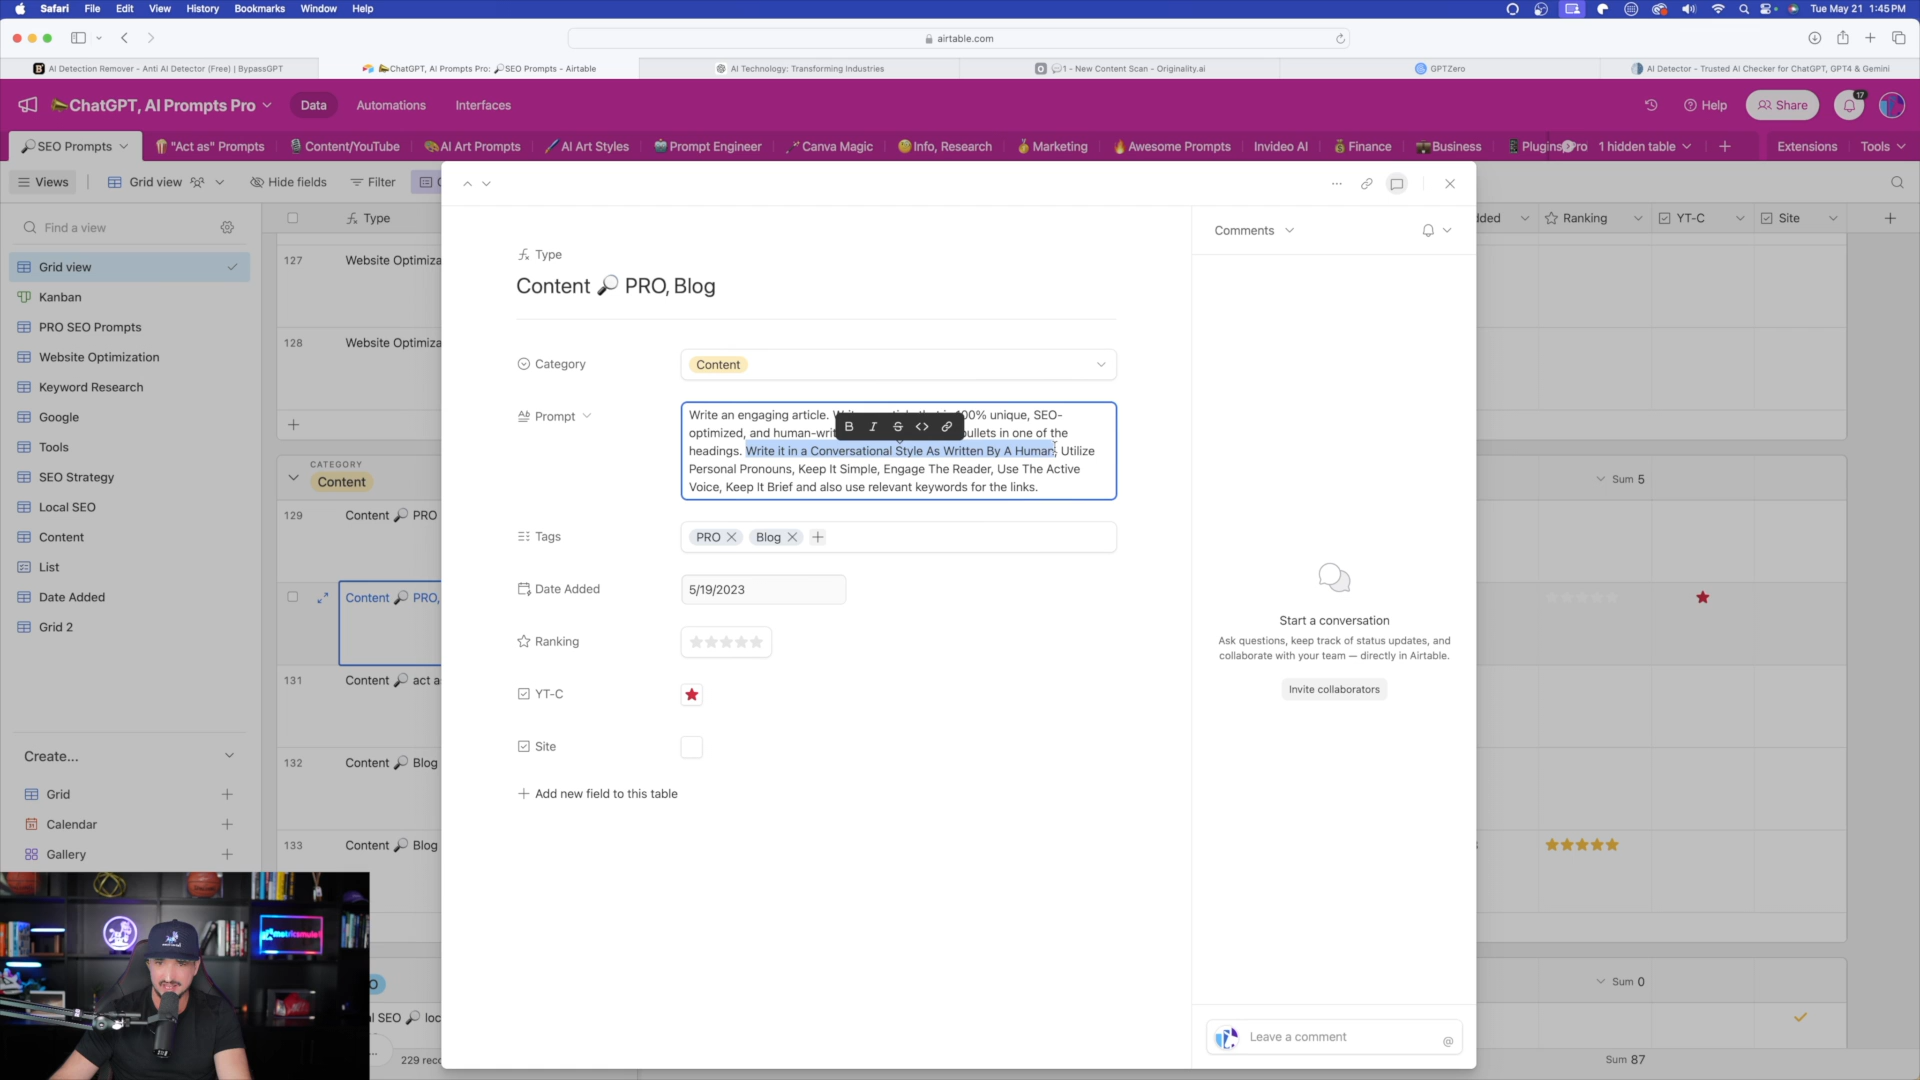 Safari File Edit View History Bookmarks Window Help
Tue May 21 1:45 PM
airtable.com
AI Detection Remover - Anti AI Detector (Free) | BypassGPT
ChatGPT, AI Prompts Pro: SEO Prompts - Airtable
AI Technology: Transforming Industries
1 - New Content Scan - Originality.ai
GPTZero
AI Detector - Trusted AI Checker for ChatGPT, GPT4 & Gemini
ChatGPT, AI Prompts Pro
Data
Automations
Interfaces
Help
Share
17
SEO Prompts
"Act as" Prompts
Content/YouTube
AI Art Prompts
AI Art Styles
Prompt Engineer
Canva Magic
Info, Research
Marketing
Awesome Prompts
Invideo AI
Finance
Business
Plugins
Pro
1 hidden table
Extensions
Tools
Views
Grid view
Hide fields
Filter
Find a view
Grid view
Kanban
PRO SEO Prompts
Website Optimization
Keyword Research
Google
Tools
SEO Strategy
Local SEO
Content
List
Date Added
Grid 2
Create...
Grid
Calendar
Gallery
Type
127 Website Optimiza
128 Website Optimiza
CATEGORY
Content
129 Content PRO
Content PRO,
131 Content act a
132 Content Blog
133 Content Blog
229 reco
Type
Content PRO, Blog
Category
Content
Prompt
Write an engaging article. 100% unique, SEO-
optimized, and human-writ bullets in one of the
headings. Write it in a Conversational Style As Written By A Human, Utilize
Personal Pronouns, Keep It Simple, Engage The Reader, Use The Active
Voice, Keep It Brief and also use relevant keywords for the links.
B I S <>
Tags
PRO
Blog
Date Added
5/19/2023
Ranking
YT-C
Site
Add new field to this table
Comments
Start a conversation
Ask questions, keep track of status updates, and
collaborate with your team — directly in Airtable.
Invite collaborators
Leave a comment
@
dded
Ranking
YT-C
Site
Sum 5
Sum 0
Sum 87